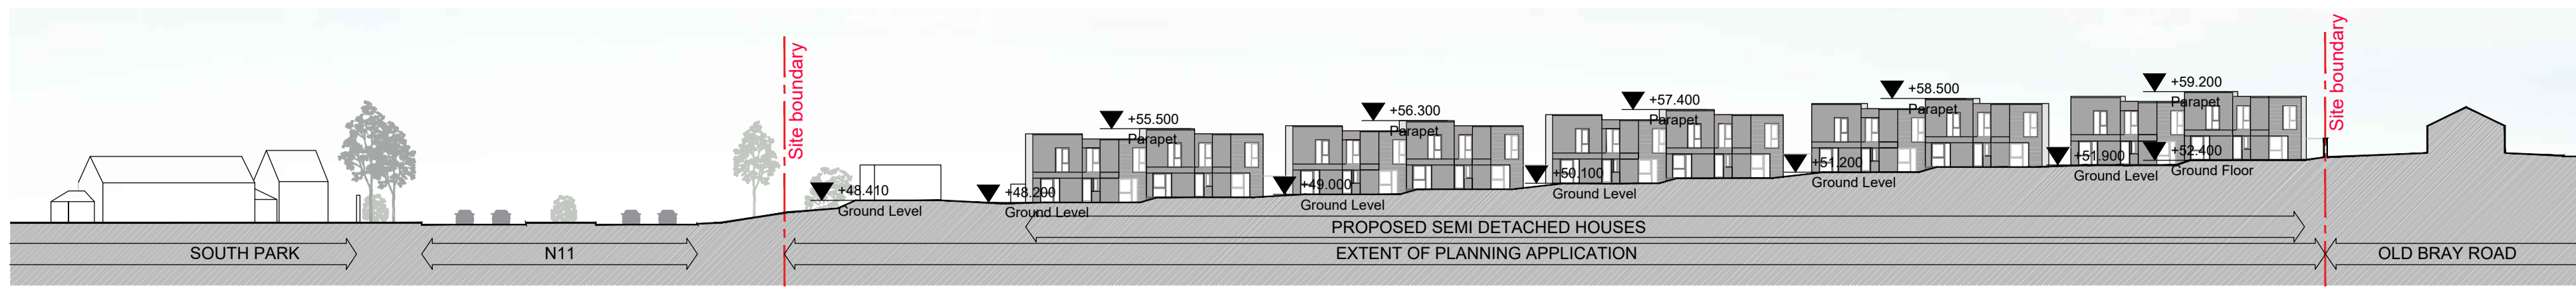 Site boundary
Site boundary
+48.410
Ground Level
+48.200
Ground Level
+55.500
Parapet
+49.000
Ground Level
+56.300
Parapet
+50.100
Ground Level
+57.400
Parapet
+51.200
Ground Level
+58.500
Parapet
+51.900
Ground Level
+59.200
Parapet
+52.400
Ground Floor
PROPOSED SEMI DETACHED HOUSES
SOUTH PARK
N11
EXTENT OF PLANNING APPLICATION
OLD BRAY ROAD